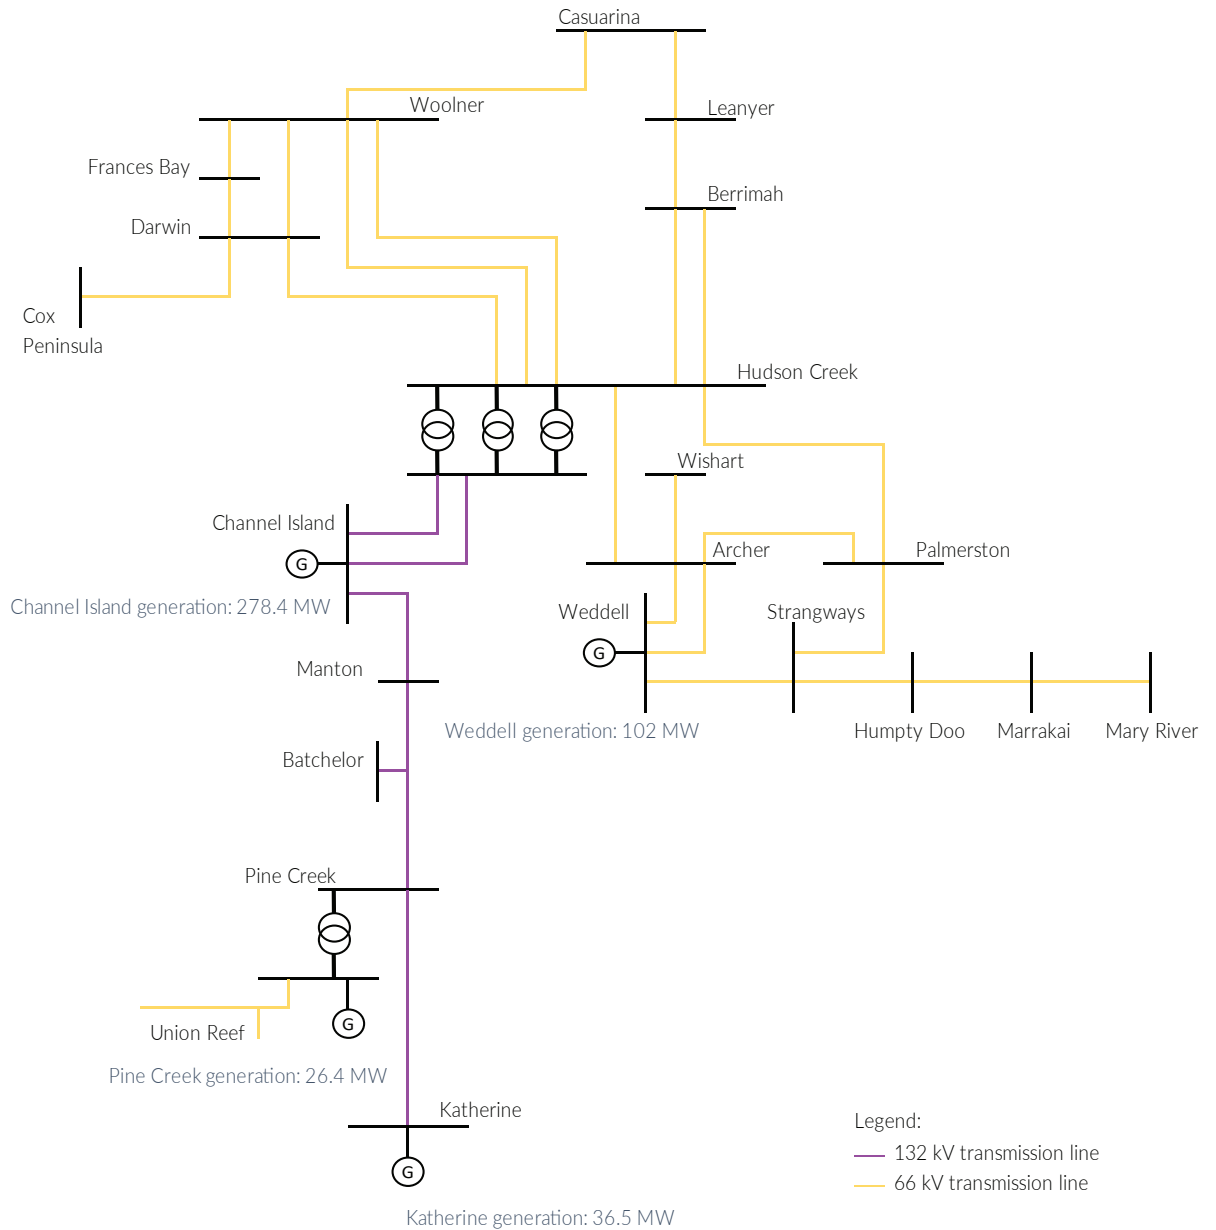 Casuarina
Woolner
Leanyer
Frances Bay
Berrimah
Darwin
Cox
Peninsula
Hudson Creek
Wishart
Channel Island
G
Archer
Palmerston
Channel Island generation: 278.4 MW
Weddell
Strangways
G
Manton
Weddell generation: 102 MW
Humpty Doo
Marrakai
Mary River
Batchelor
Pine Creek
G
Union Reef
Pine Creek generation: 26.4 MW
Katherine
G
Katherine generation: 36.5 MW
Legend:
132 kV transmission line
66 kV transmission line